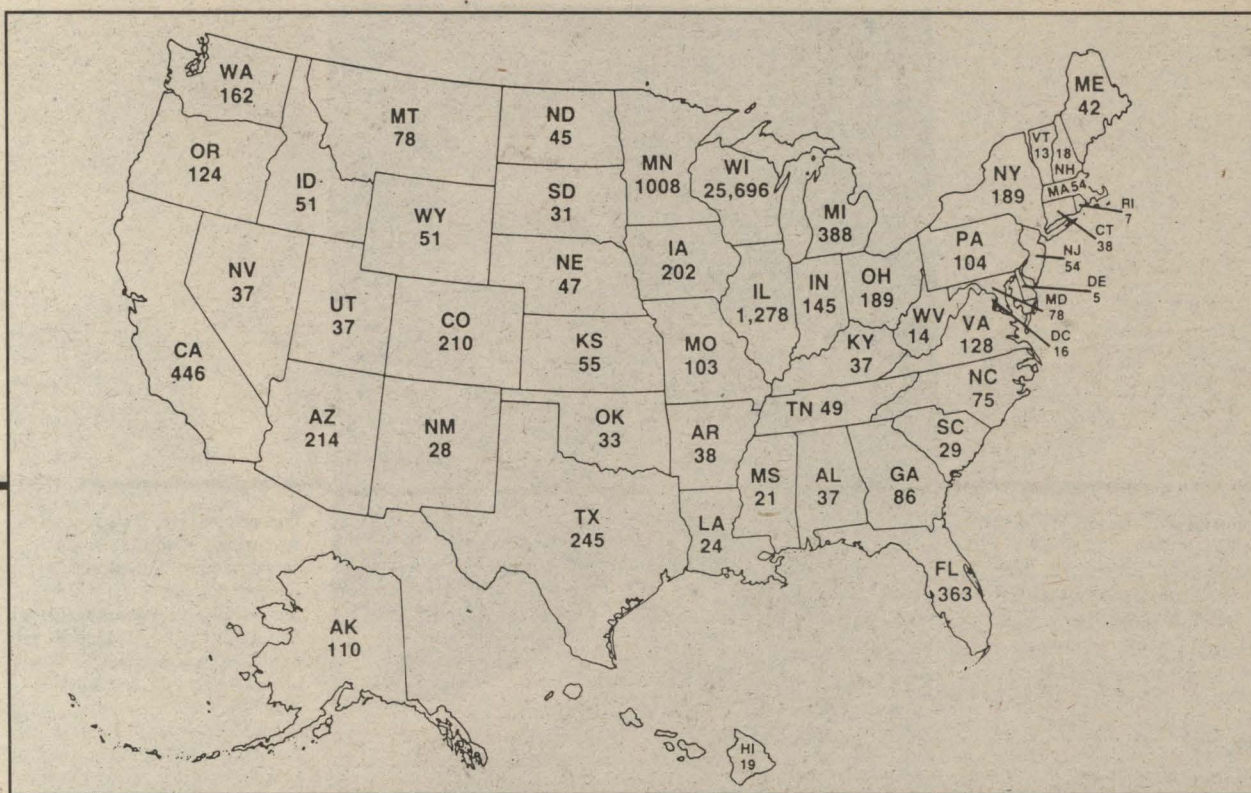 WA
162
OR
124
ID
51
MT
78
ND
45
MN
1008
WI
25,696
MI
388
NY
189
VT
13
18
NH
ME
42
MA 54
RI
7
CT
38
NJ
54
DE
5
MD
78
DC
16
PA
104
SD
31
WY
51
NV
37
UT
37
CA
446
CO
210
NE
47
IA
202
IL
1,278
IN
145
OH
189
WV
14
VA
128
KS
55
MO
103
KY
37
NC
75
TN 49
SC
29
AZ
214
NM
28
OK
33
AR
38
MS
21
AL
37
GA
86
TX
245
LA
24
FL
363
AK
110
HI
19